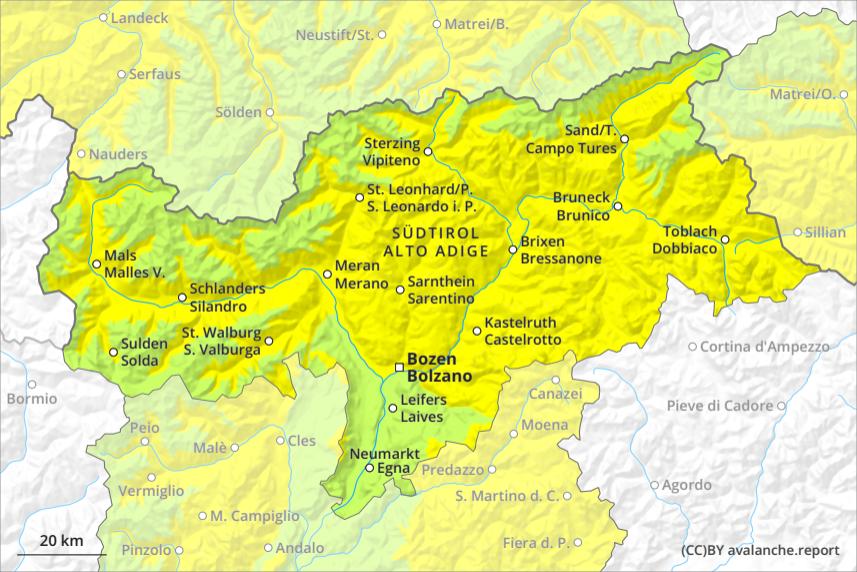 Landeck
Matrei/B.
Neustift/St.
Serfaus
Matrei/O.
Sölden
Sand/T.
Campo Tures
Sterzing
Vipiteno
Nauders
St. Leonhard/P.
S. Leonardo i. P.
Bruneck
Brunico
SÜDTIROL
ALTO ADIGE
Toblach
Dobbiaco
Sillian
Brixen
Bressanone
Mals
Malles V.
Meran
Merano
Sarnthein
Sarentino
Schlanders
Silandro
St. Walburg
S. Valburga
Kastelruth
Castelrotto
Sulden
Solda
Cortina d'Ampezzo
Bozen
Bolzano
Bormio
Canazei
Leifers
Laives
Pieve di Cadore
Peio
Moena
Malè
Cles
Neumarkt
Egna
Predazzo
Vermiglio
Agordo
S. Martino d. C.
M. Campiglio
20 km
Pinzolo
Andalo
Fiera d. P.
(CC)BY avalanche.report